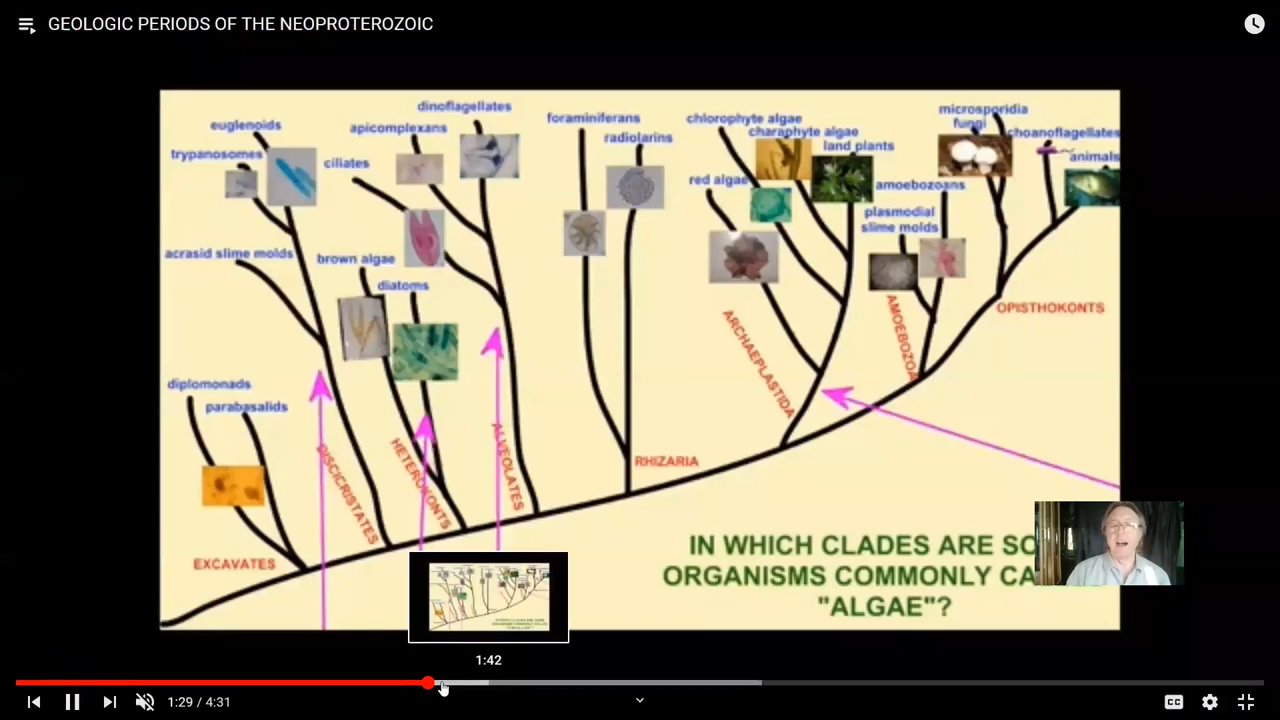 GEOLOGIC PERIODS OF THE NEOPROTEROZOIC
dinoflagellates
euglenoids
apicomplexans
foraminiferans
chlorophyte algae
microsporidia
fungi
charaphyte algae
choanoflagellates
radiolarins
land plants
trypanosomes
ciliates
animals
red algae
amoebozoans
plasmodial
slime molds
acrasid slime molds
brown algae
diatoms
OPISTHOKONTS
AMOEBOZOA
ARCHAEPLASTIDA
diplomonads
parabasalids
DISCICRISTATES
HETEROKONTS
ALVEOLATES
RHIZARIA
EXCAVATES
IN WHICH CLADES ARE SO
ORGANISMS COMMONLY CA
"ALGAE"?
1:42
1:29 / 4:31
CC